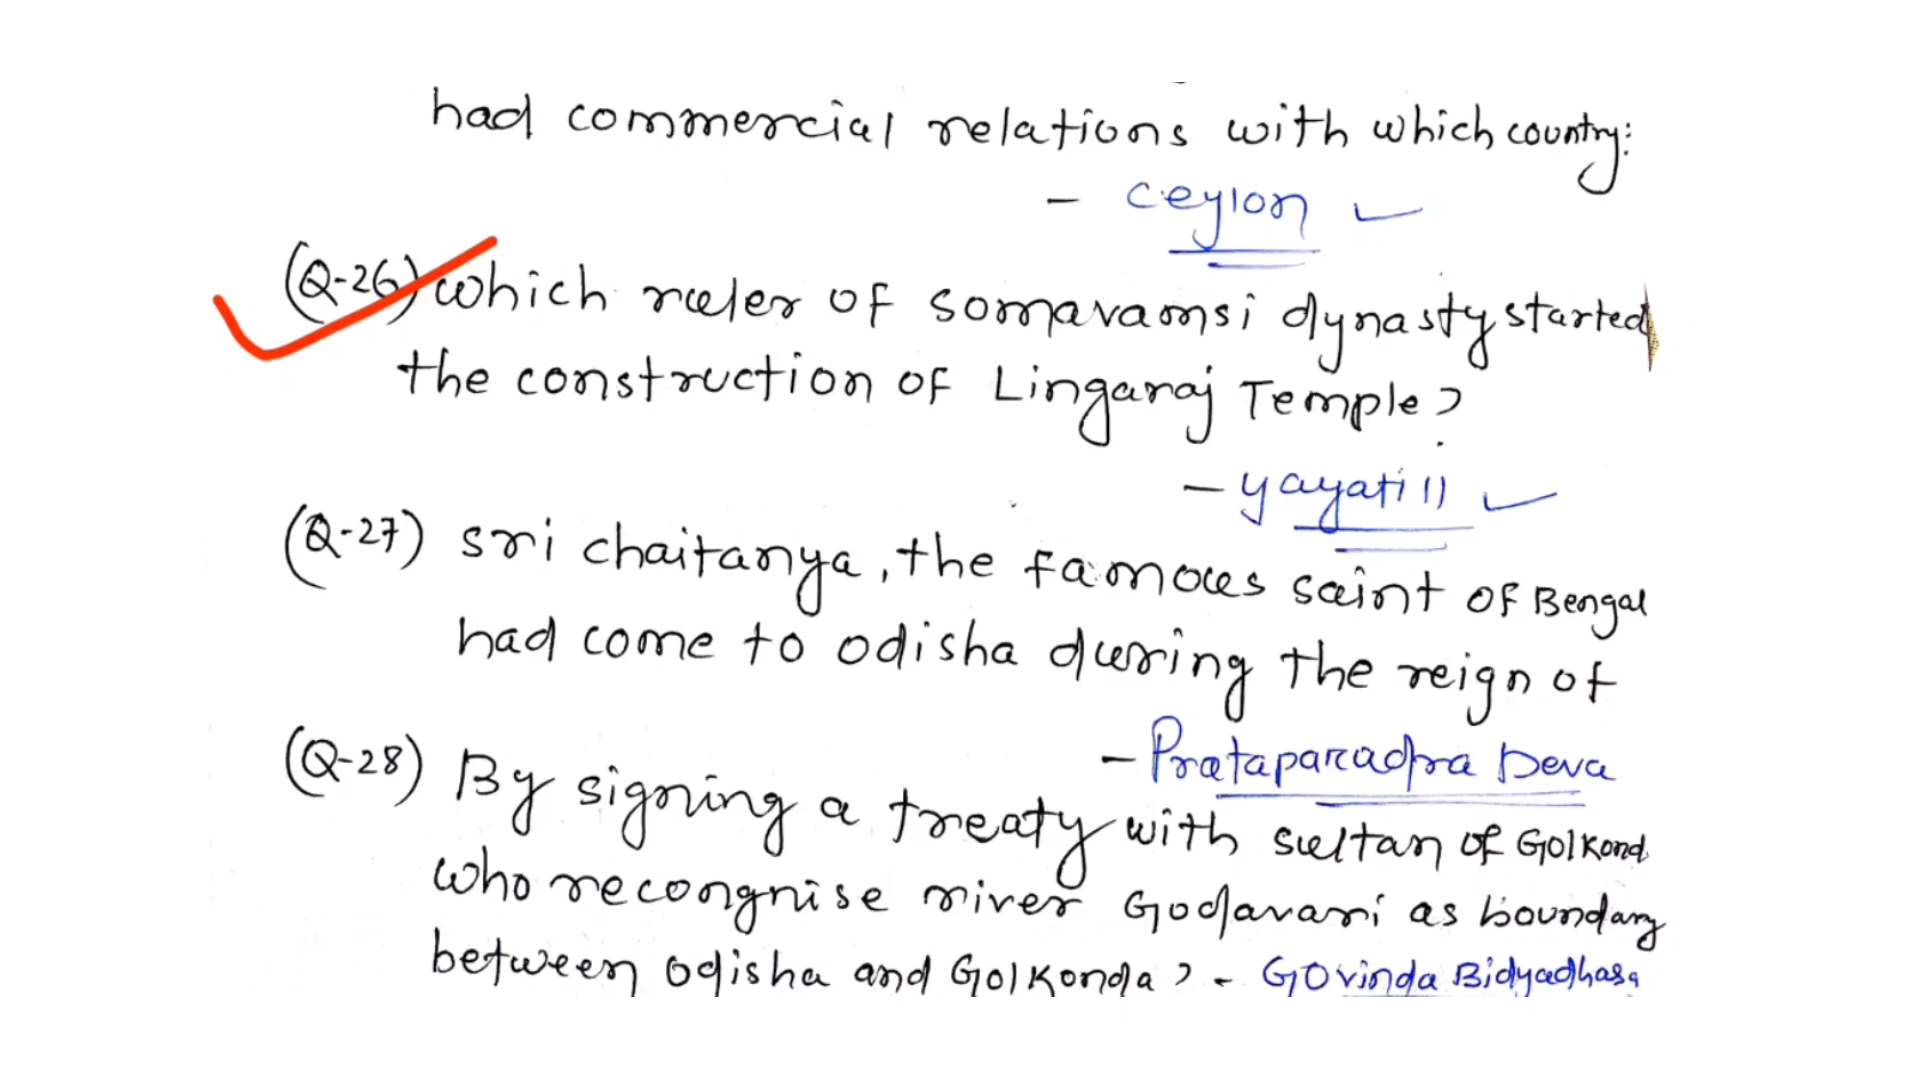 had commercial relations with which country:
- Ceylon
(Q-26) which ruler of somavamsi dynasty started
the construction of Lingaraj Temple?
- Yayati II
(Q-27) sri chaitanya, the famous saint of Bengal
had come to odisha during the reign of
- Prataparudra Deva
(Q-28) By signing a treaty with sultan of Golkond
who recongnise river Godavari as boundary
between odisha and Golkonda? - Govinda Bidyadhara